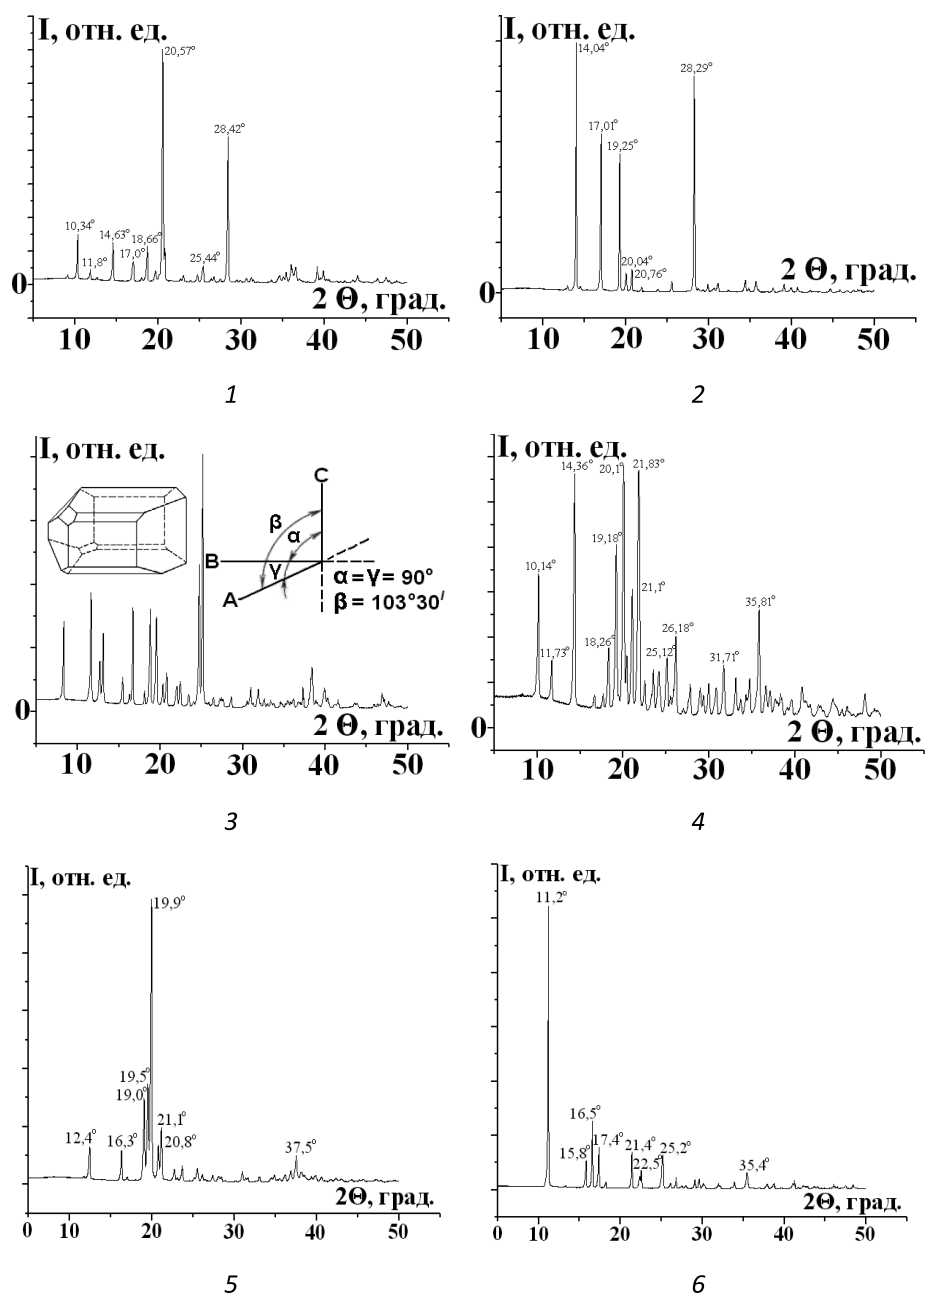 I, отн. ед.
20,57°
28,42°
10,34°
14,63°
18,66°
11,8°
17,0°
25,44°
0
2 Θ, град.
10 20 30 40 50
1
I, отн. ед.
14,04°
28,29°
17,01°
19,25°
20,04°
20,76°
0
2 Θ, град.
10 20 30 40 50
2
I, отн. ед.
C
β
α
B
γ
A
α = γ = 90°
β = 103°30′
0
2 Θ, град.
10 20 30 40 50
3
I, отн. ед.
14,36°
20,1°
21,83°
19,18°
10,14°
21,1°
35,81°
26,18°
18,26°
25,12°
11,73°
31,71°
0
2 Θ, град.
10 20 30 40 50
4
I, отн. ед.
19,9°
19,5°
19,0°
21,1°
12,4°
16,3°
20,8°
37,5°
2Θ, град.
0 10 20 30 40 50
5
I, отн. ед.
11,2°
16,5°
17,4°
15,8°
21,4°
25,2°
22,5°
35,4°
2Θ, град.
0 10 20 30 40 50
6